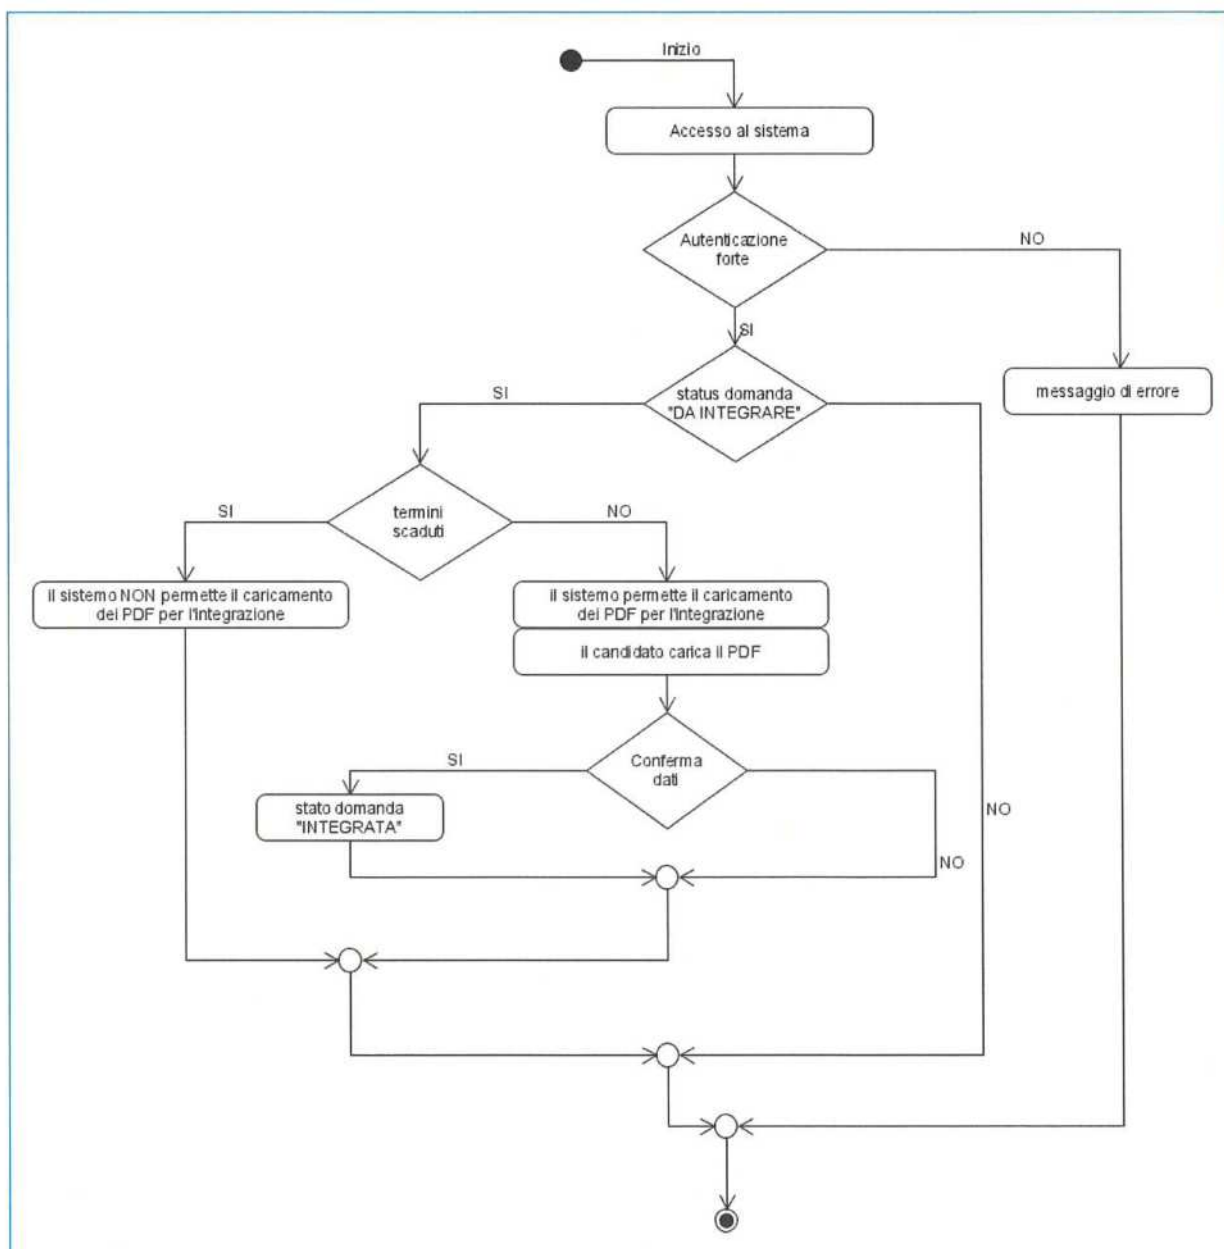 Inizio
Accesso al sistema
Autenticazione
forte
NO
SI
status domanda
"DA INTEGRARE"
SI
messaggio di errore
termini
scaduti
SI
NO
il sistemo NON permette il caricamento
dei PDF per l'integrazione
il sistemo permette il caricamento
dei PDF per l'integrazione
il candidato carica il PDF
Conferma
dati
SI
stato domanda
"INTEGRATA"
NO
NO